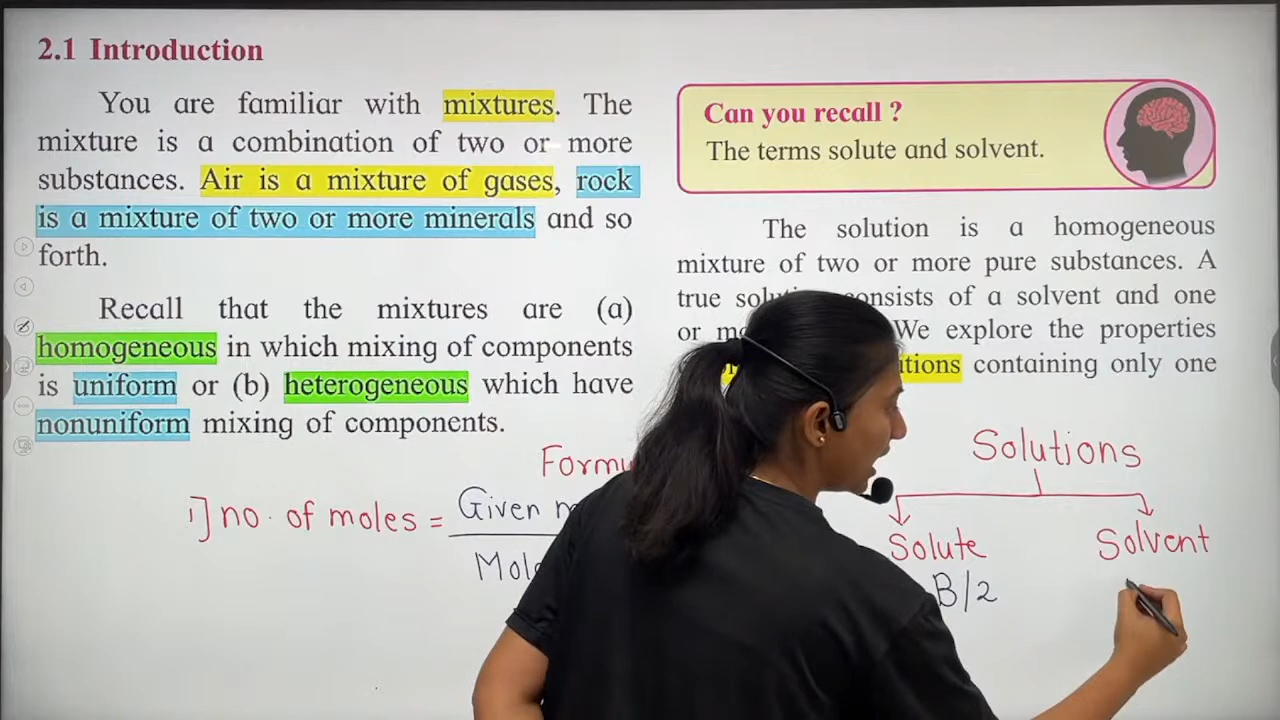 2.1 Introduction
You are familiar with mixtures. The
mixture is a combination of two or more
substances. Air is a mixture of gases, rock
is a mixture of two or more minerals and so
forth.
Recall that the mixtures are (a)
homogeneous in which mixing of components
is uniform or (b) heterogeneous which have
nonuniform mixing of components.
1] no. of moles =
Given
Can you recall ?
The terms solute and solvent.
The solution is a homogeneous
mixture of two or more pure substances. A
true consists of a solvent and one
or We explore the properties
containing only one
Solutions
Solute Solvent
B/2